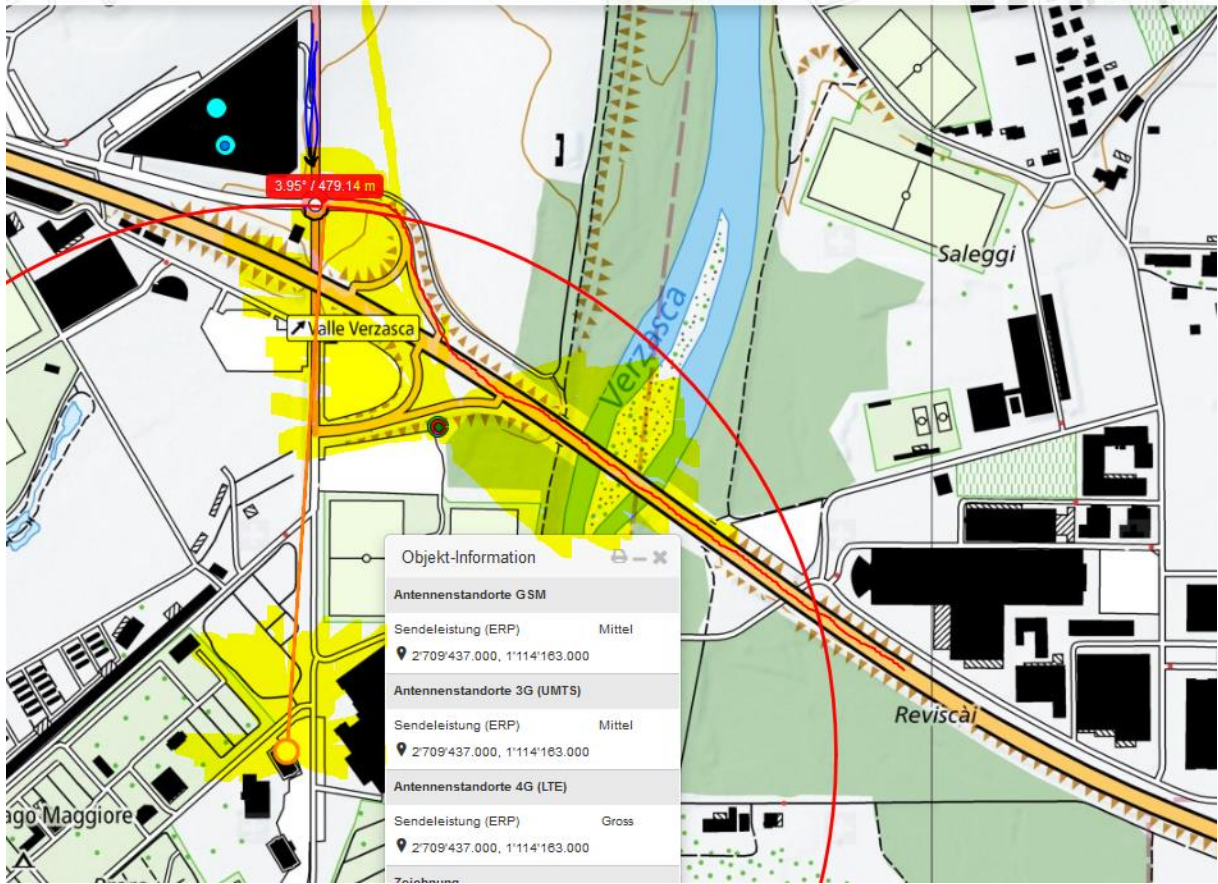 3.95° / 479.14 m
Valle Verzasca
Verzasca
Saleggi
Reviscài
ago Maggiore
Objekt-Information
Antennenstandorte GSM
Sendeleistung (ERP) Mittel
2'709'437.000, 1'114'163.000
Antennenstandorte 3G (UMTS)
Sendeleistung (ERP) Mittel
2'709'437.000, 1'114'163.000
Antennenstandorte 4G (LTE)
Sendeleistung (ERP) Gross
2'709'437.000, 1'114'163.000
Zeichnung